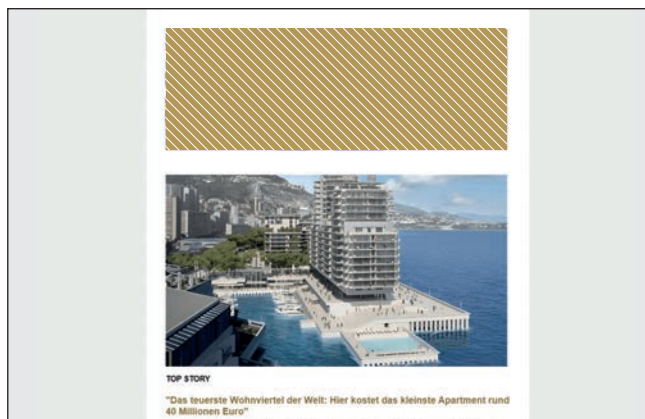 TOP STORY
"Das teuerste Wohnviertel der Welt: Hier kostet das kleinste Apartment rund
40 Millionen Euro"